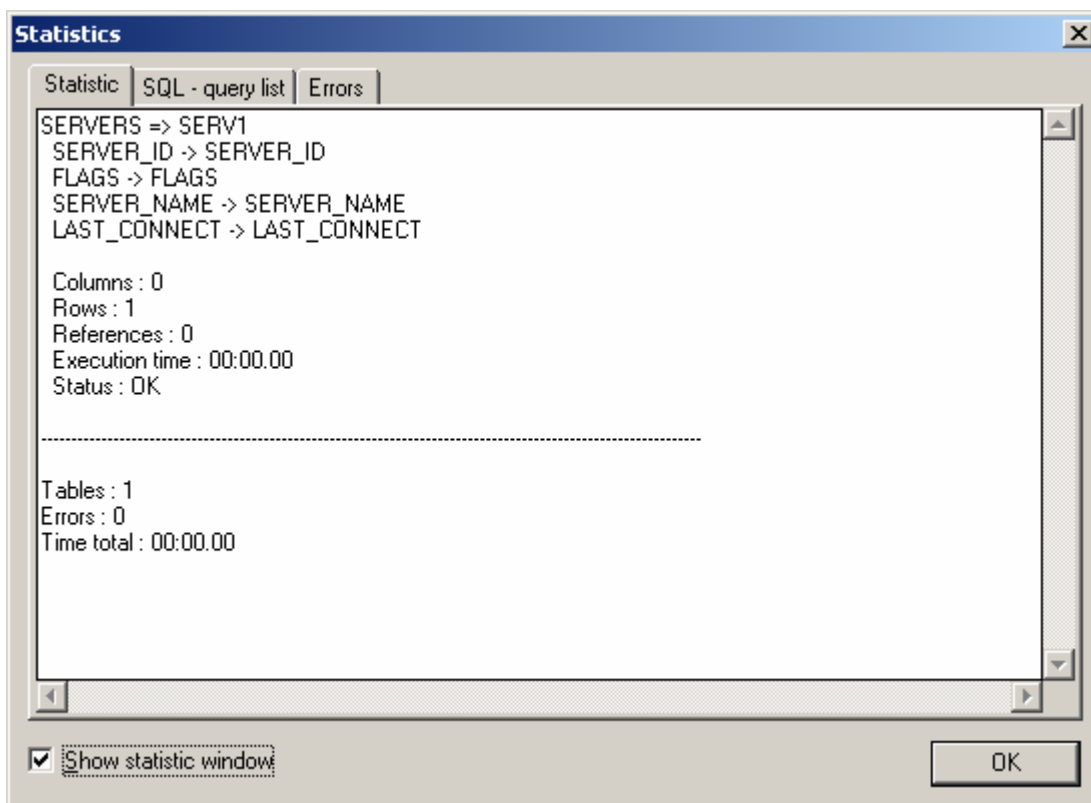 Statistics
Statistic
SQL - query list
Errors
SERVERS => SERV1
SERVER_ID -> SERVER_ID
FLAGS -> FLAGS
SERVER_NAME -> SERVER_NAME
LAST_CONNECT -> LAST_CONNECT
Columns : 0
Rows : 1
References : 0
Execution time : 00:00.00
Status : OK
--------------------------------------------------------------------------------------------------------------
Tables : 1
Errors : 0
Time total : 00:00.00
Show statistic window
OK